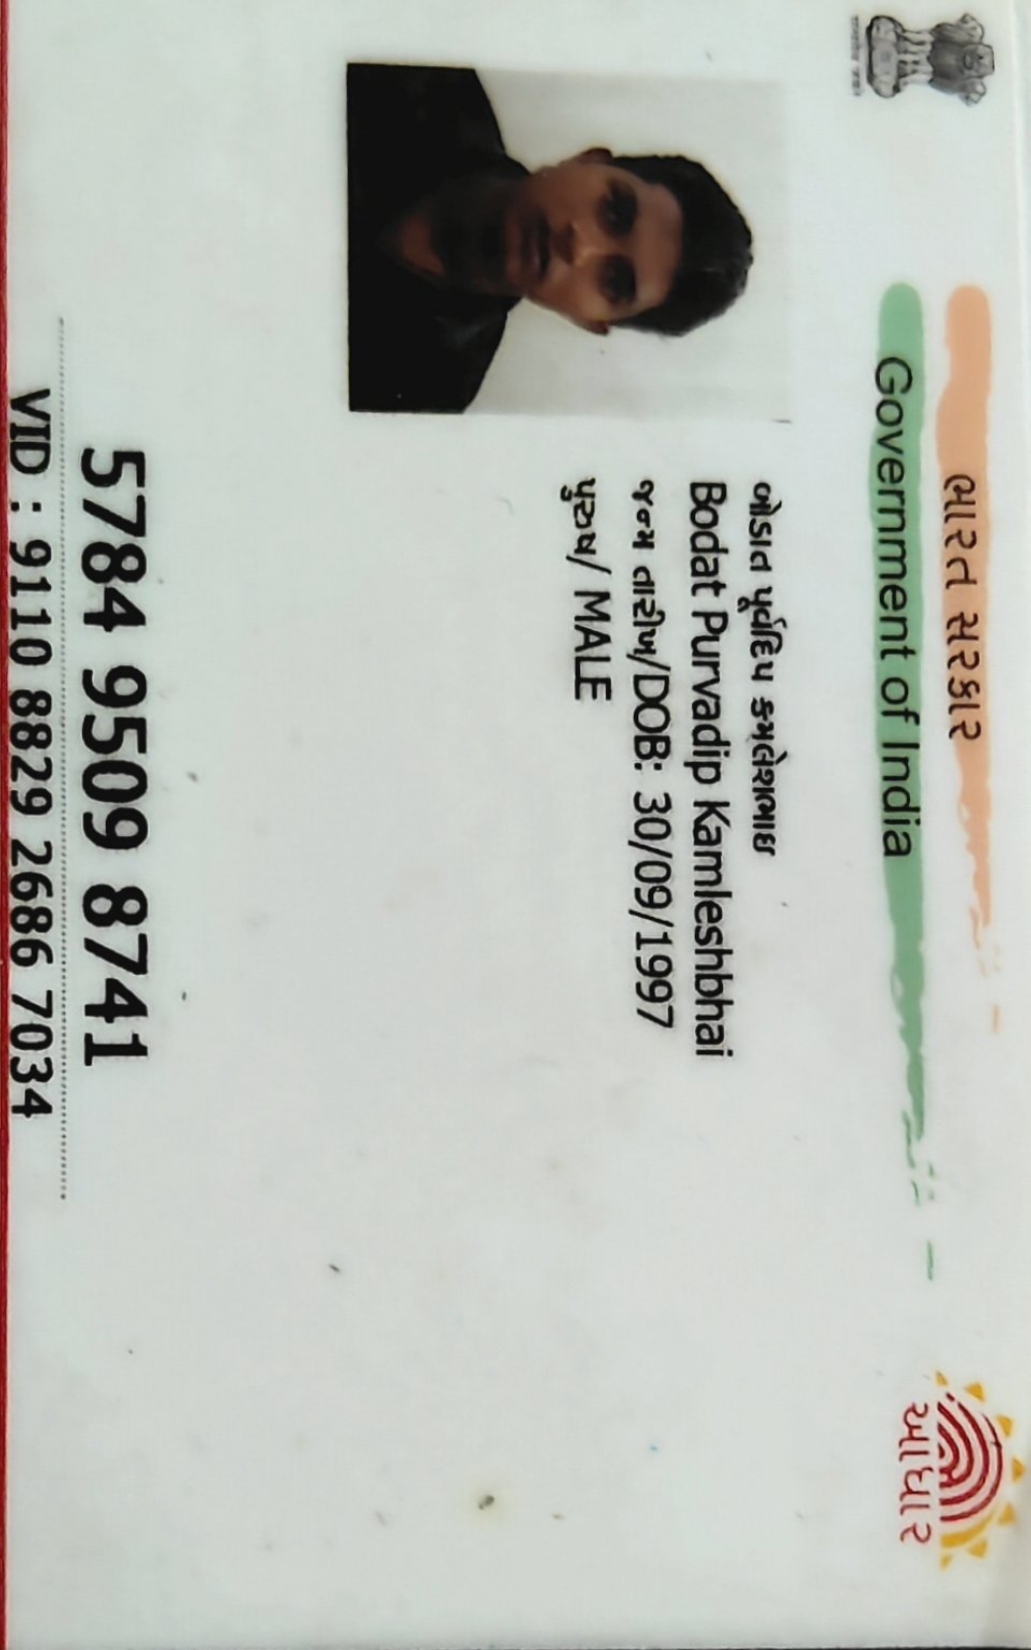 ભારત સરકાર
Government of India
આધાર
બોડાત પૂર્વદિપ કમલેશભાઇ
Bodat Purvadip Kamleshbhai
જન્મ તારીખ/DOB: 30/09/1997
પુરુષ/ MALE
5784 9509 8741
VID : 9110 8829 2686 7034